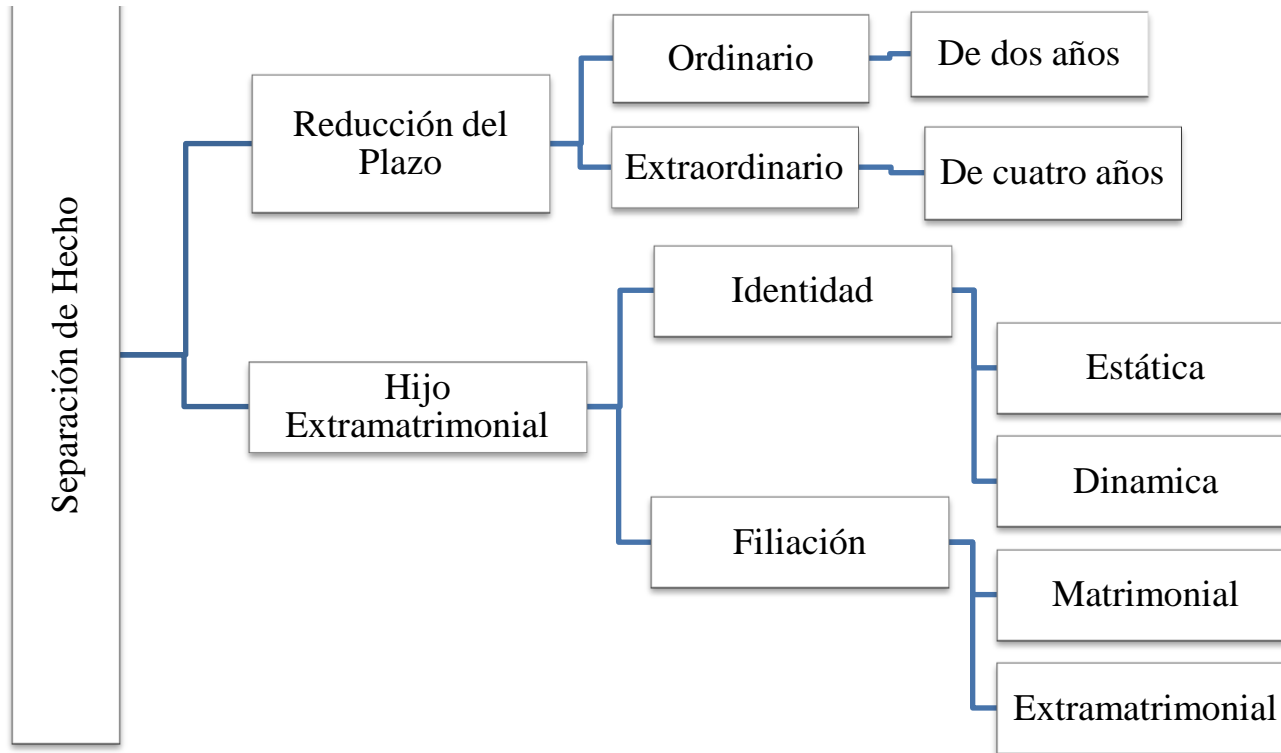 Separación de Hecho
Reducción del
Plazo
Ordinario
De dos años
Extraordinario
De cuatro años
Hijo
Extramatrimonial
Identidad
Estática
Dinamica
Filiación
Matrimonial
Extramatrimonial